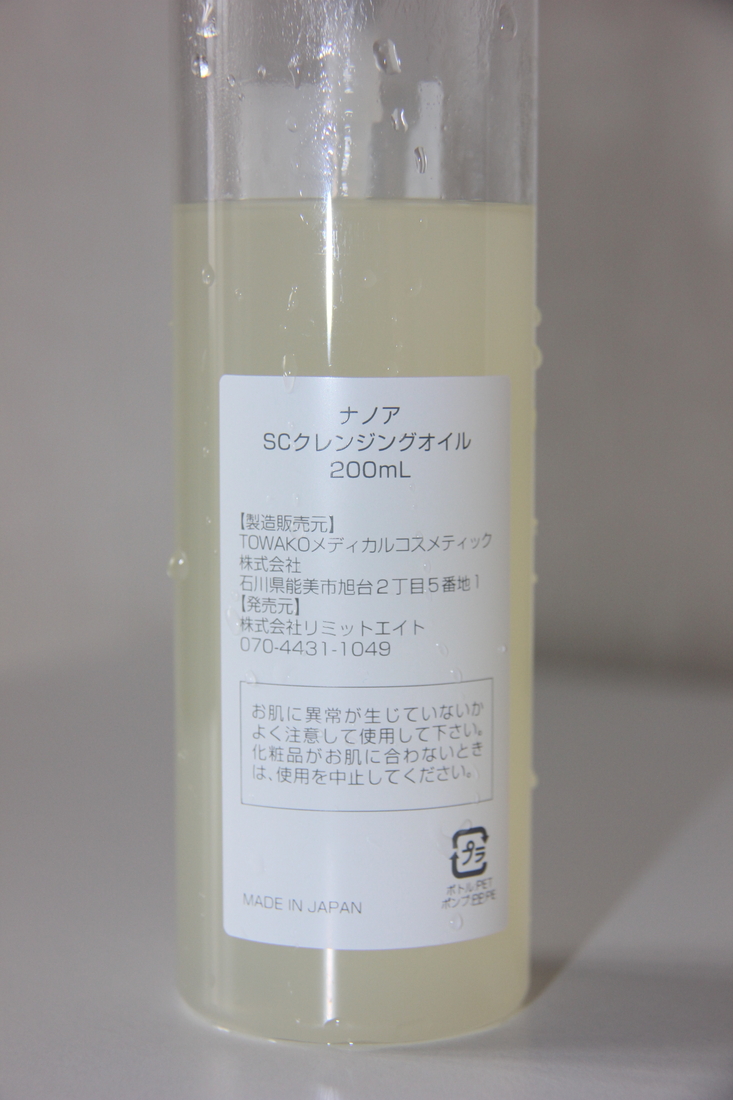 ナノア
SCクレンジングオイル
200mL
【製造販売元】
TOWAKOメディカルコスメティック
株式会社
石川県能美市旭台2丁目5番地1
【発売元】
株式会社リミットエイト
070-4431-1049
お肌に異常が生じていないか
よく注意して使用して下さい。
化粧品がお肌に合わないとき
は、使用を中止してください。
プラ
ボトル:PET
ポンプ:PP,PE
MADE IN JAPAN